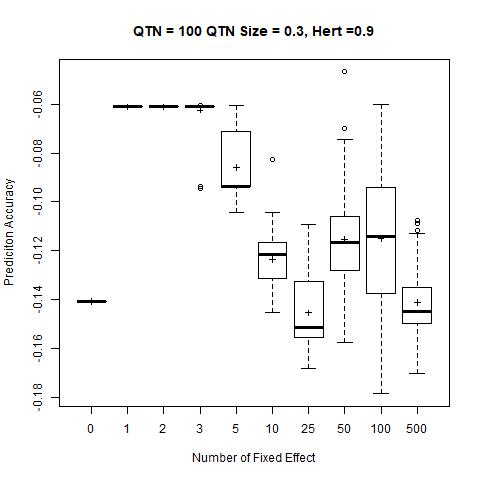 QTN = 100 QTN Size = 0.3, Hert =0.9
Prediciton Accuracy
-0.06
-0.08
-0.10
-0.12
-0.14
-0.16
-0.18
0 1 2 3 5 10 25 50 100 500
Number of Fixed Effect